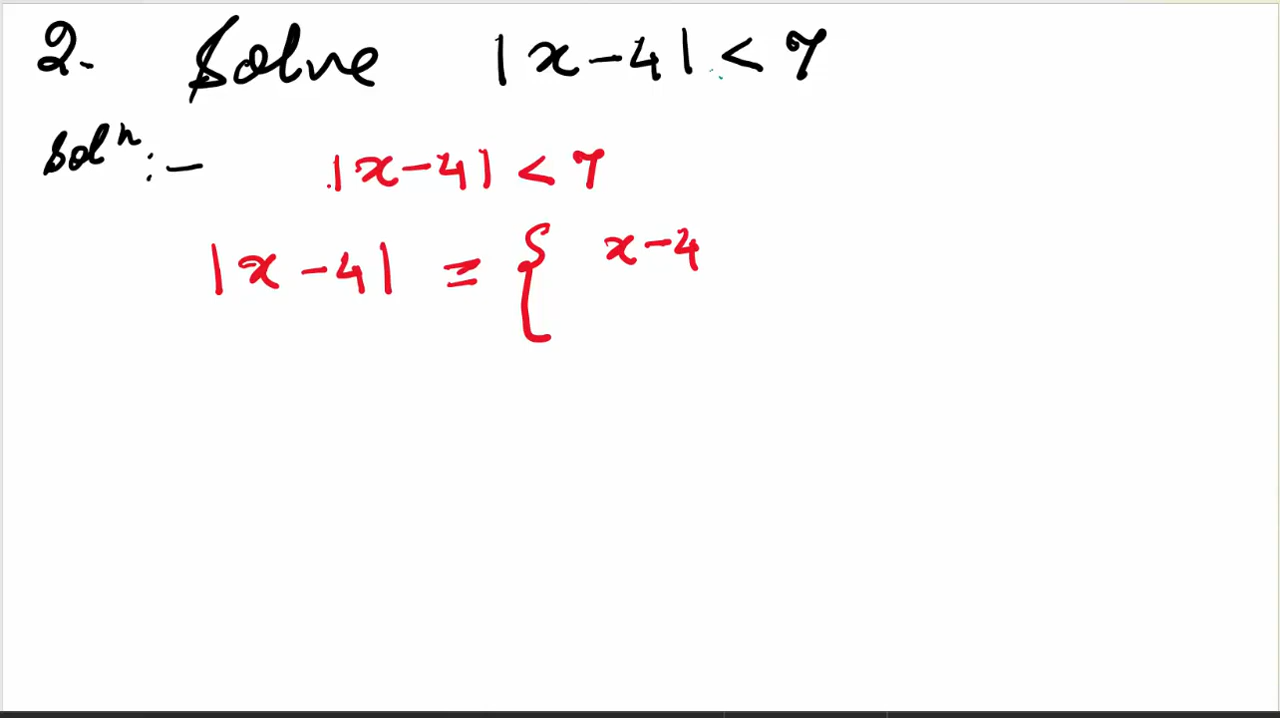 2. Solve |x-4| < 7
Solⁿ:- |x-4| < 7
|x-4| = { x-4